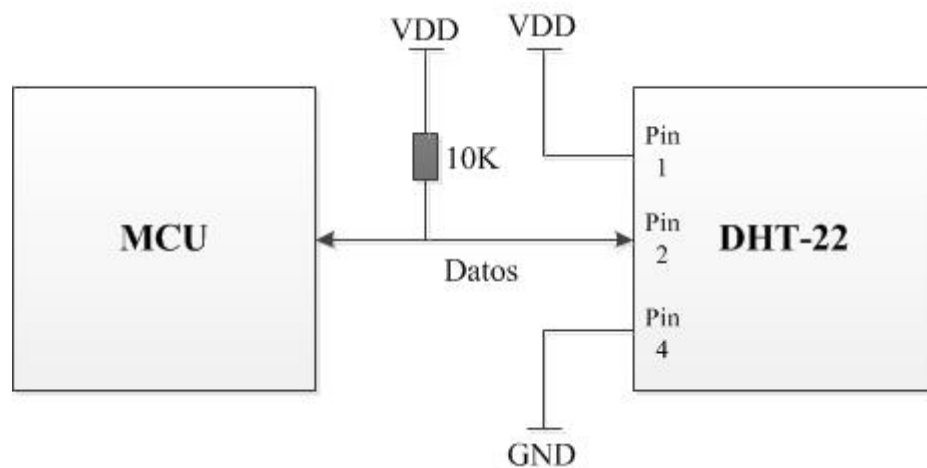 VDD
VDD
10K
MCU
Datos
Pin
1
Pin
2
DHT-22
Pin
4
GND